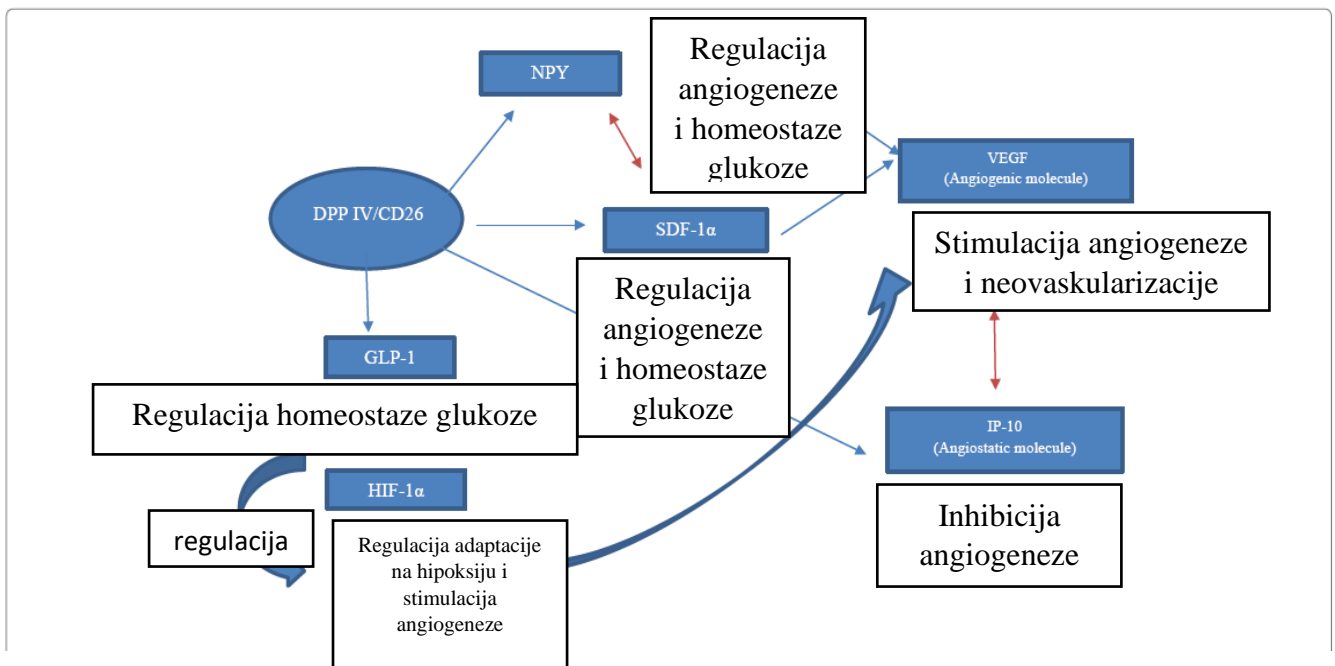 NPY
Regulacija
angiogeneze
i homeostaze
glukoze
VEGF
(Angiogenic molecule)
DPP IV/CD26
SDF-1α
Stimulacija angiogeneze
i neovaskularizacije
Regulacija
angiogeneze
i homeostaze
glukoze
GLP-1
Regulacija homeostaze glukoze
IP-10
(Angiostatic molecule)
HIF-1α
Inhibicija
angiogeneze
regulacija
Regulacija adaptacije
na hipoksiju i
stimulacija
angiogeneze